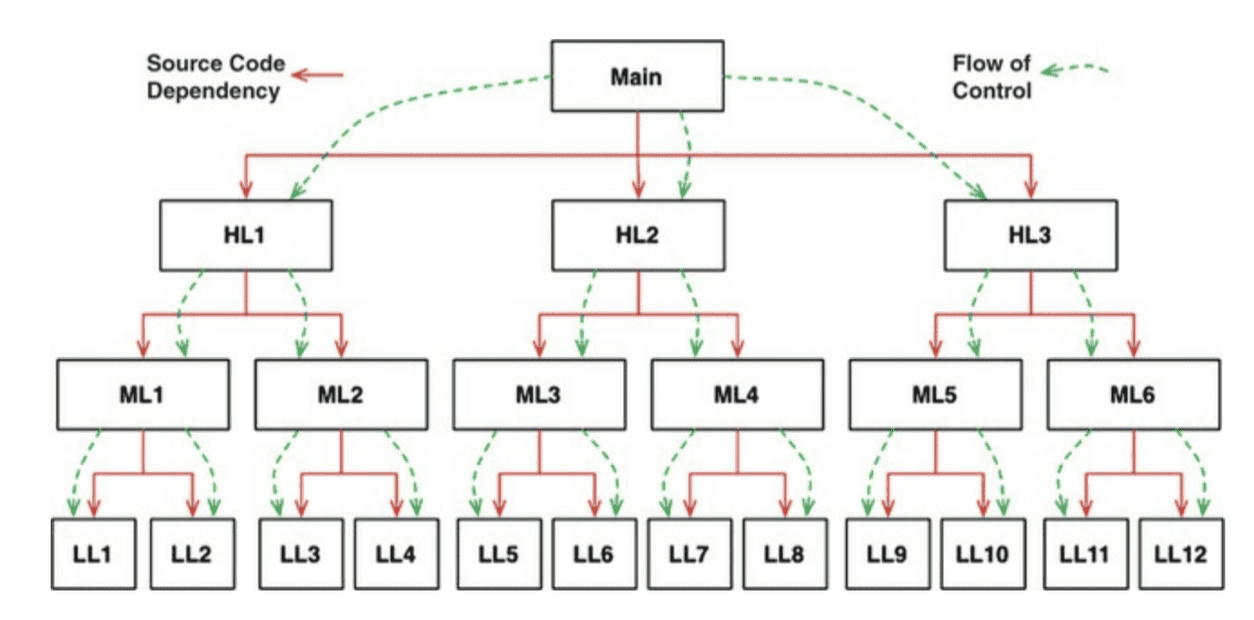 Source Code
Dependency
Main
Flow of
Control
HL1
HL2
HL3
ML1
ML2
ML3
ML4
ML5
ML6
LL1
LL2
LL3
LL4
LL5
LL6
LL7
LL8
LL9
LL10
LL11
LL12